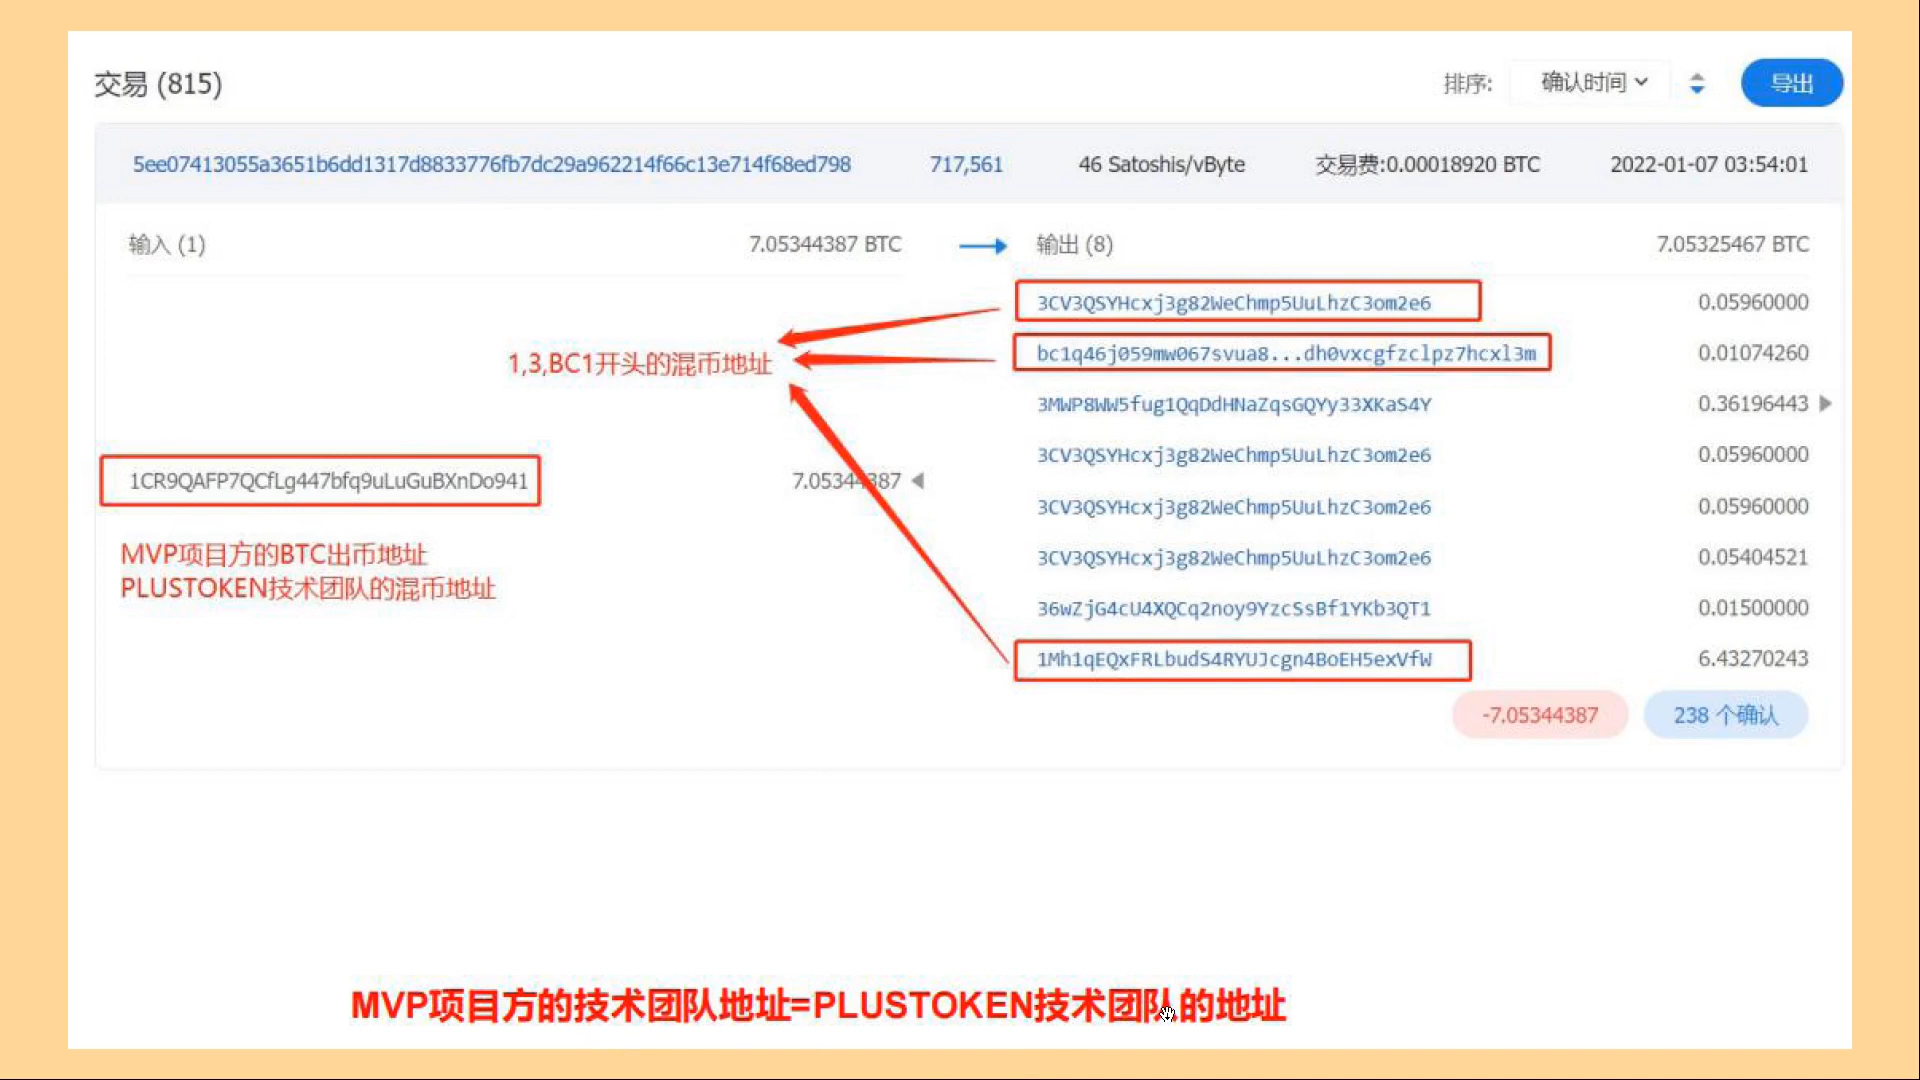 交易 (815)
排序: 确认时间 导出
5ee07413055a3651b6dd1317d8833776fb7dc29a962214f66c13e714f68ed798 717,561 46 Satoshis/vByte 交易费:0.00018920 BTC 2022-01-07 03:54:01
输入 (1) 7.05344387 BTC 输出 (8) 7.05325467 BTC
3CV3QSYHcxj3g82WeChmp5UuLhzC3om2e6 0.05960000
1,3,BC1开头的混币地址
bc1q46j059mw067svua8...dh0vxcgfzclpz7hcxl3m 0.01074260
3MWP8WW5fug1QqDdHNaZqsGQYy33XKaS4Y 0.36196443
3CV3QSYHcxj3g82WeChmp5UuLhzC3om2e6 0.05960000
1CR9QAFP7QCfLg447bfq9uLuGuBXnDo941 7.05344387
3CV3QSYHcxj3g82WeChmp5UuLhzC3om2e6 0.05960000
MVP项目方的BTC出币地址
PLUSTOKEN技术团队的混币地址
3CV3QSYHcxj3g82WeChmp5UuLhzC3om2e6 0.05404521
36wZjG4cU4XQCq2noy9YzcSsBf1YKb3QT1 0.01500000
1Mh1qEQxFRLbudS4RYUJcgn4BoEH5exVfW 6.43270243
-7.05344387 238 个确认
MVP项目方的技术团队地址=PLUSTOKEN技术团队的地址